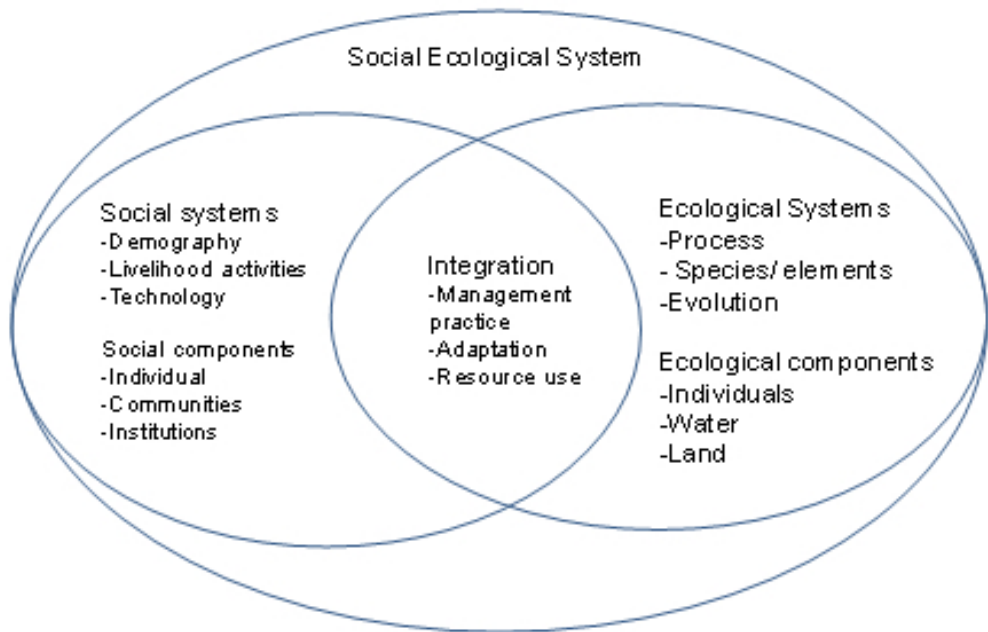 Social Ecological System
Social systems
-Demography
-Livelihood activities
-Technology
Social components
-Individual
-Communities
-Institutions
Integration
-Management
practice
-Adaptation
-Resource use
Ecological Systems
-Process
- Species/ elements
-Evolution
Ecological components
-Individuals
-Water
-Land